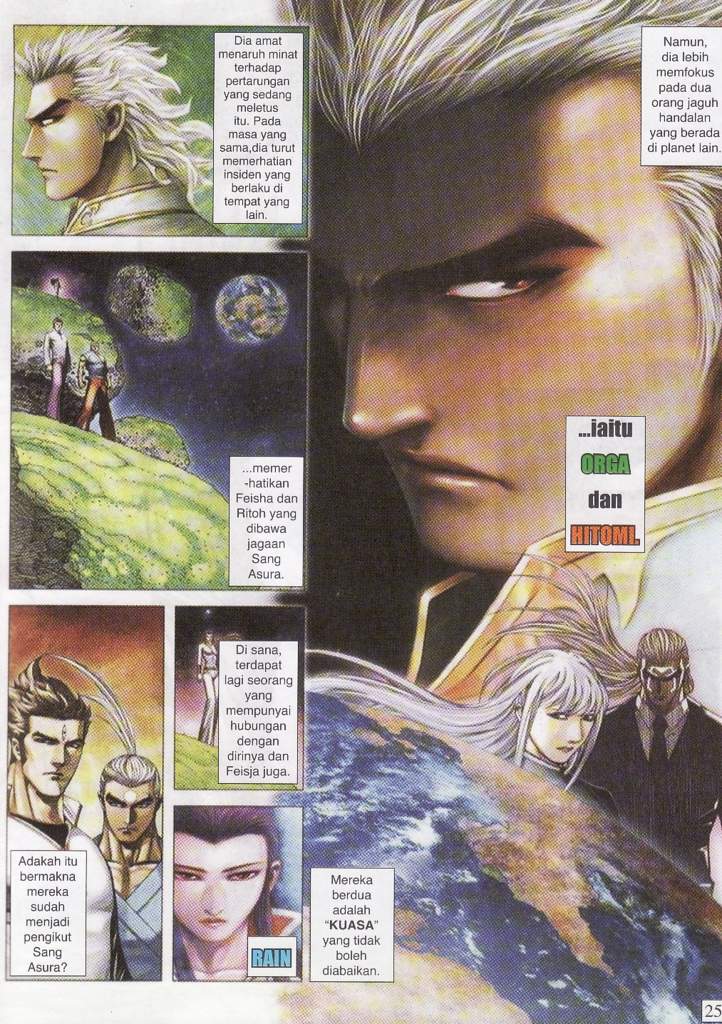 Dia amat
menaruh minat
terhadap
pertarungan
yang sedang
meletus
itu. Pada
masa yang
sama,dia turut
memerhatian
insiden yang
berlaku di
tempat yang
lain.
Namun,
dia lebih
memfokus
pada dua
orang jaguh
handalan
yang berada
di planet lain.
...iaitu
ORGA
dan
HITOMI.
...memer
-hatikan
Feisha dan
Ritoh yang
dibawa
jagaan
Sang
Asura.
Adakah itu
bermakna
mereka
sudah
menjadi
pengikut
Sang
Asura?
Di sana,
terdapat
lagi seorang
yang
mempunyai
hubungan
dengan
dirinya dan
Feisja juga.
RAIN
Mereka
berdua
adalah
“KUASA”
yang tidak
boleh
diabaikan.
25